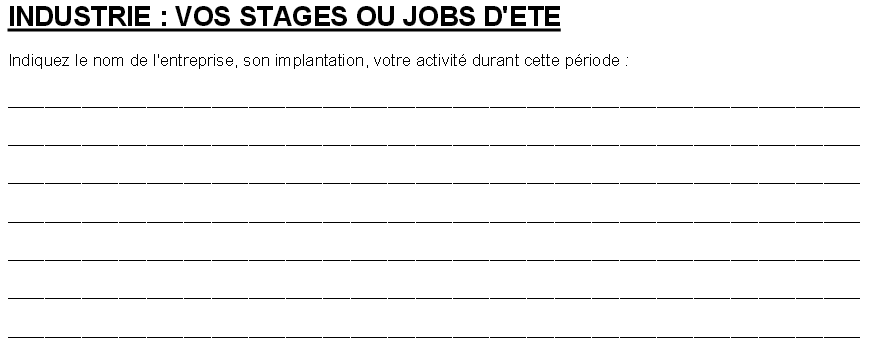 INDUSTRIE : VOS STAGES OU JOBS D'ETE
Indiquez le nom de l'entreprise, son implantation, votre activité durant cette période :